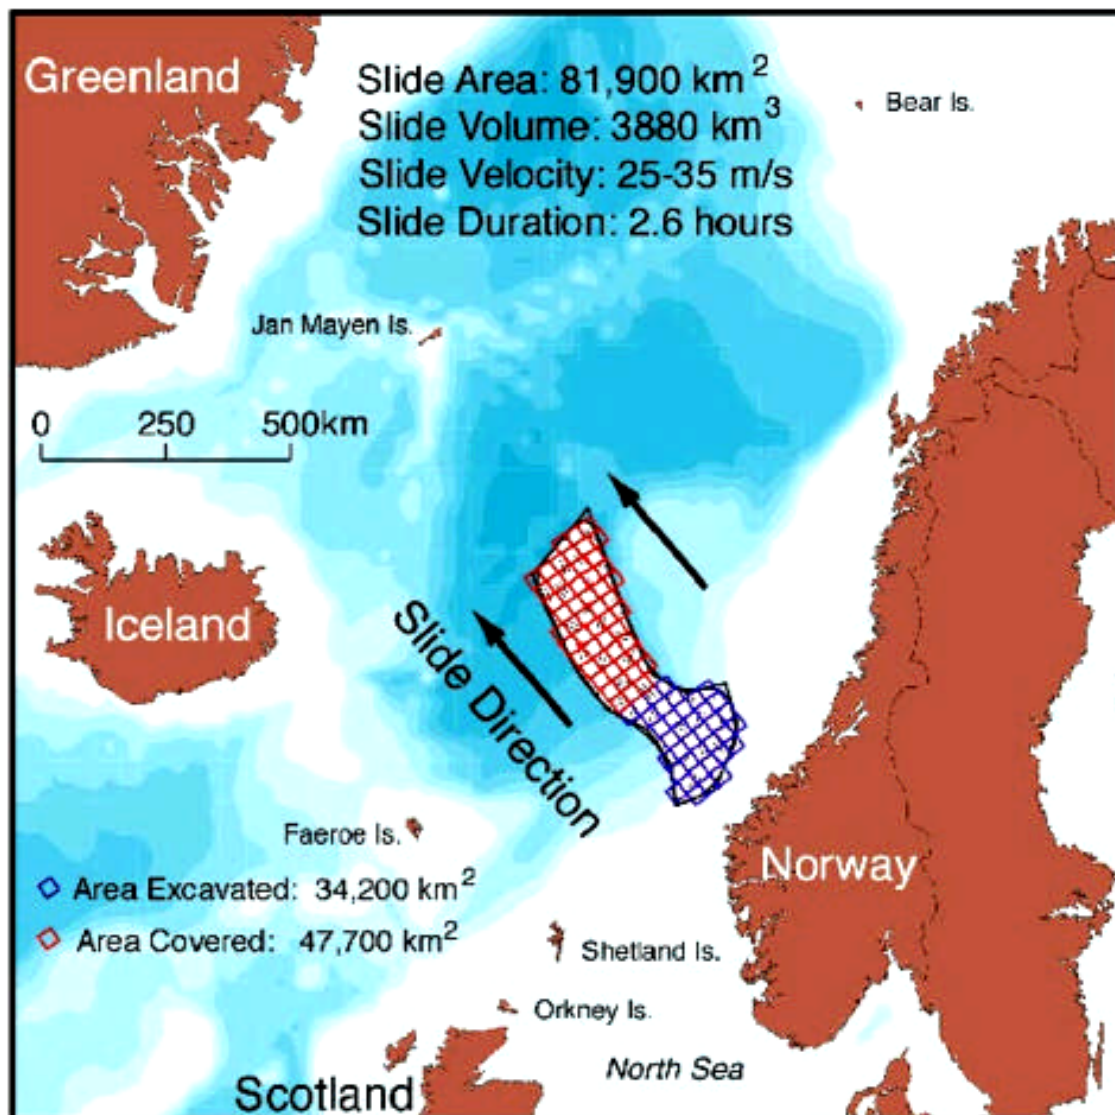 Greenland
Slide Area: 81,900 km²
Slide Volume: 3880 km³
Slide Velocity: 25-35 m/s
Slide Duration: 2.6 hours
Bear Is.
Jan Mayen Is.
0 250 500km
Iceland
Slide Direction
Faeroe Is.
Norway
Area Excavated: 34,200 km²
Area Covered: 47,700 km²
Shetland Is.
Orkney Is.
North Sea
Scotland